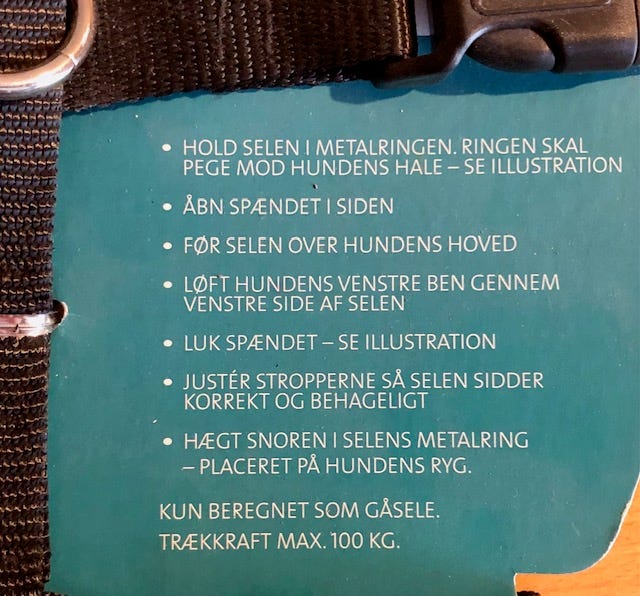 • HOLD SELEN I METALRINGEN. RINGEN SKAL
PEGE MOD HUNDENS HALE – SE ILLUSTRATION
• ÅBN SPÆNDET I SIDEN
• FØR SELEN OVER HUNDENS HOVED
• LØFT HUNDENS VENSTRE BEN GENNEM
VENSTRE SIDE AF SELEN
• LUK SPÆNDET – SE ILLUSTRATION
• JUSTÉR STROPPERNE SÅ SELEN SIDDER
KORREKT OG BEHAGELIGT
• HÆGT SNOREN I SELENS METALRING
– PLACERET PÅ HUNDENS RYG.
KUN BEREGNET SOM GÅSELE.
TRÆKKRAFT MAX. 100 KG.